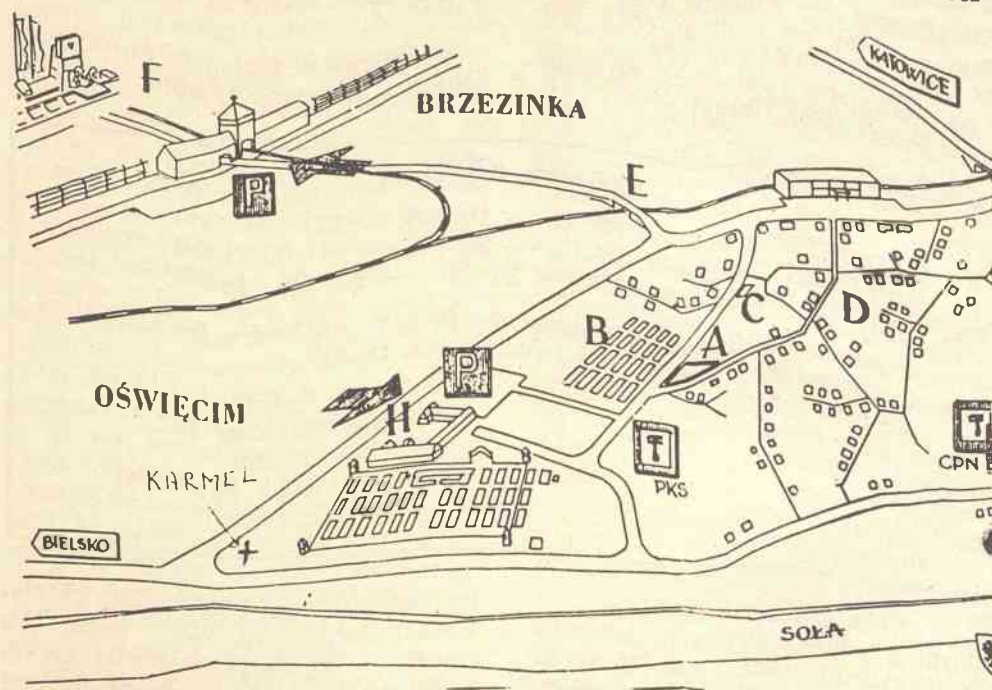 KATOWICE
F
BRZEZINKA
P
E
C
D
B
A
P
OŚWIĘCIM
H
KARMEL
PKS
CPN
BIELSKO
SOŁA